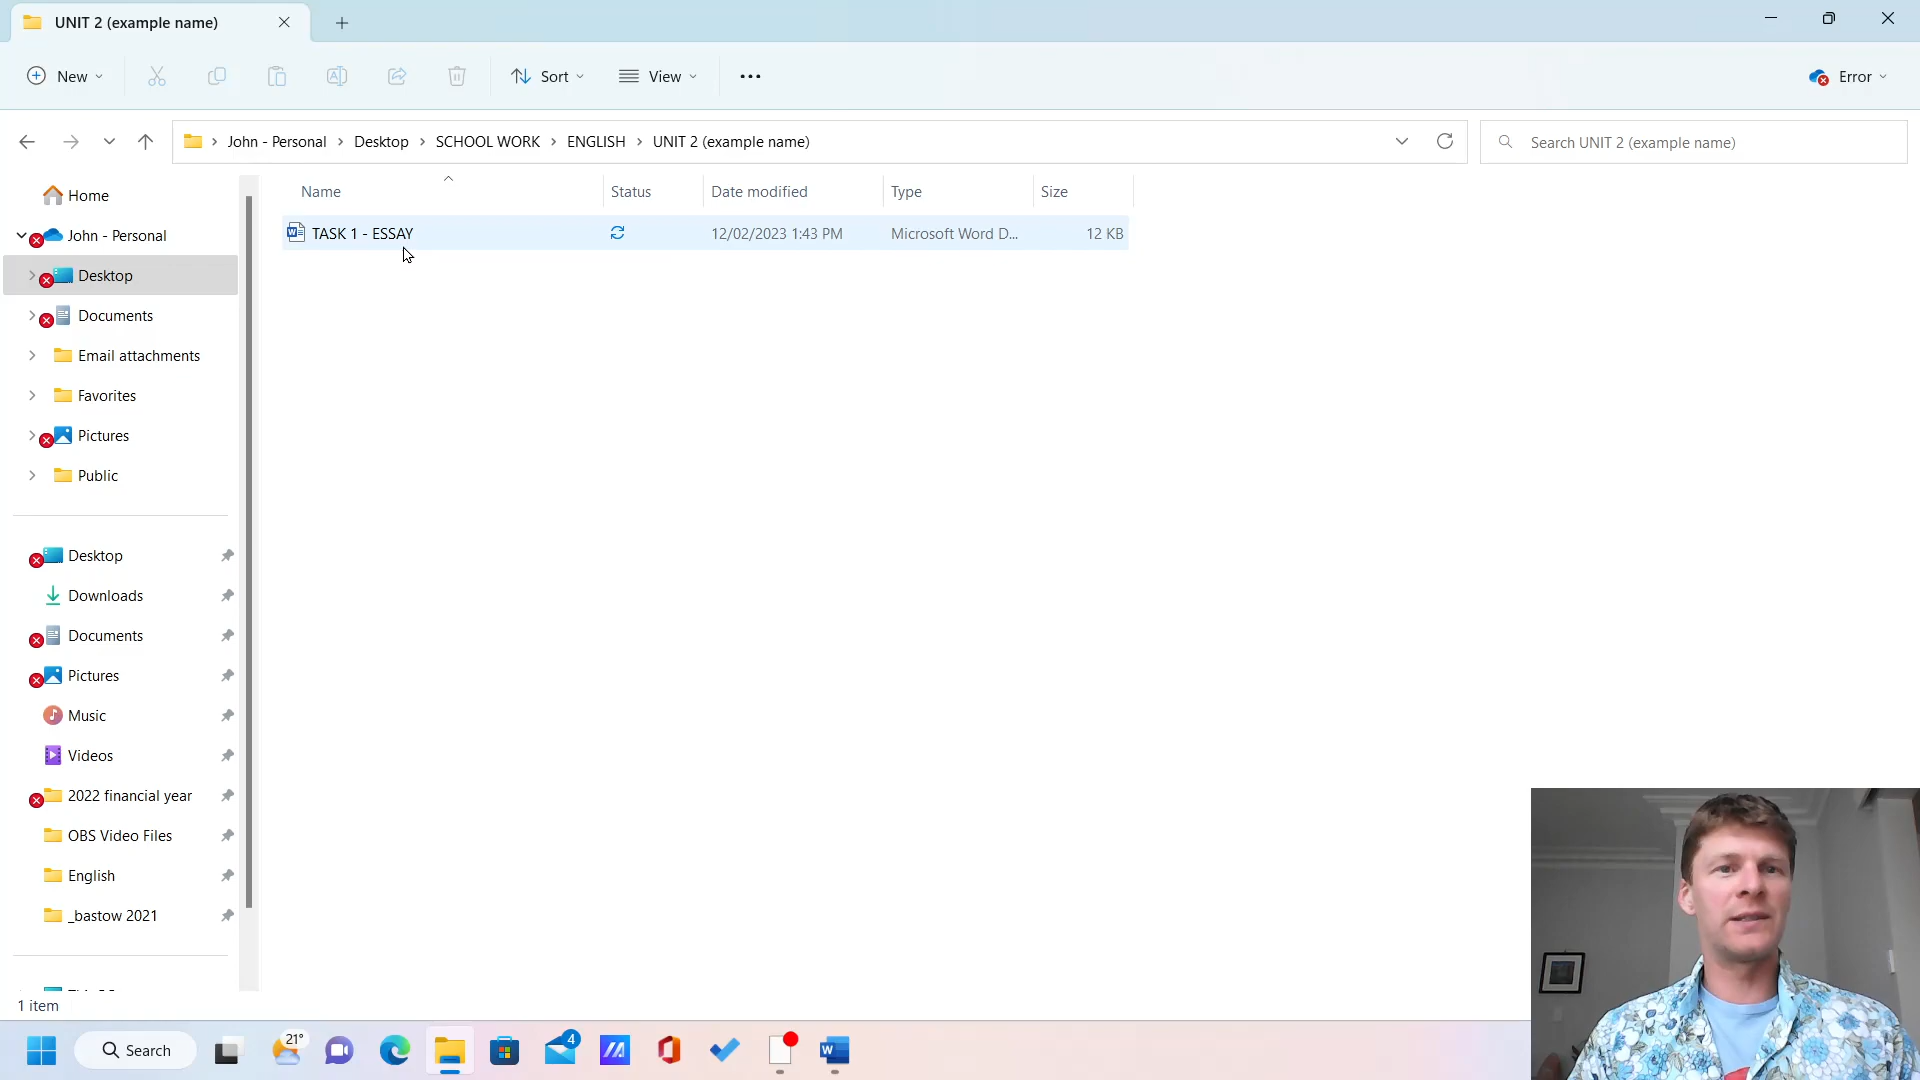 UNIT 2 (example name)
New
Sort
View
Error
John - Personal
Desktop
SCHOOL WORK
ENGLISH
UNIT 2 (example name)
Search UNIT 2 (example name)
Name
Status
Date modified
Type
Size
TASK 1 - ESSAY
12/02/2023 1:43 PM
Microsoft Word D...
12 KB
Home
John - Personal
Desktop
Documents
Email attachments
Favorites
Pictures
Public
Desktop
Downloads
Documents
Pictures
Music
Videos
2022 financial year
OBS Video Files
English
_bastow 2021
1 item
Search
21°
4